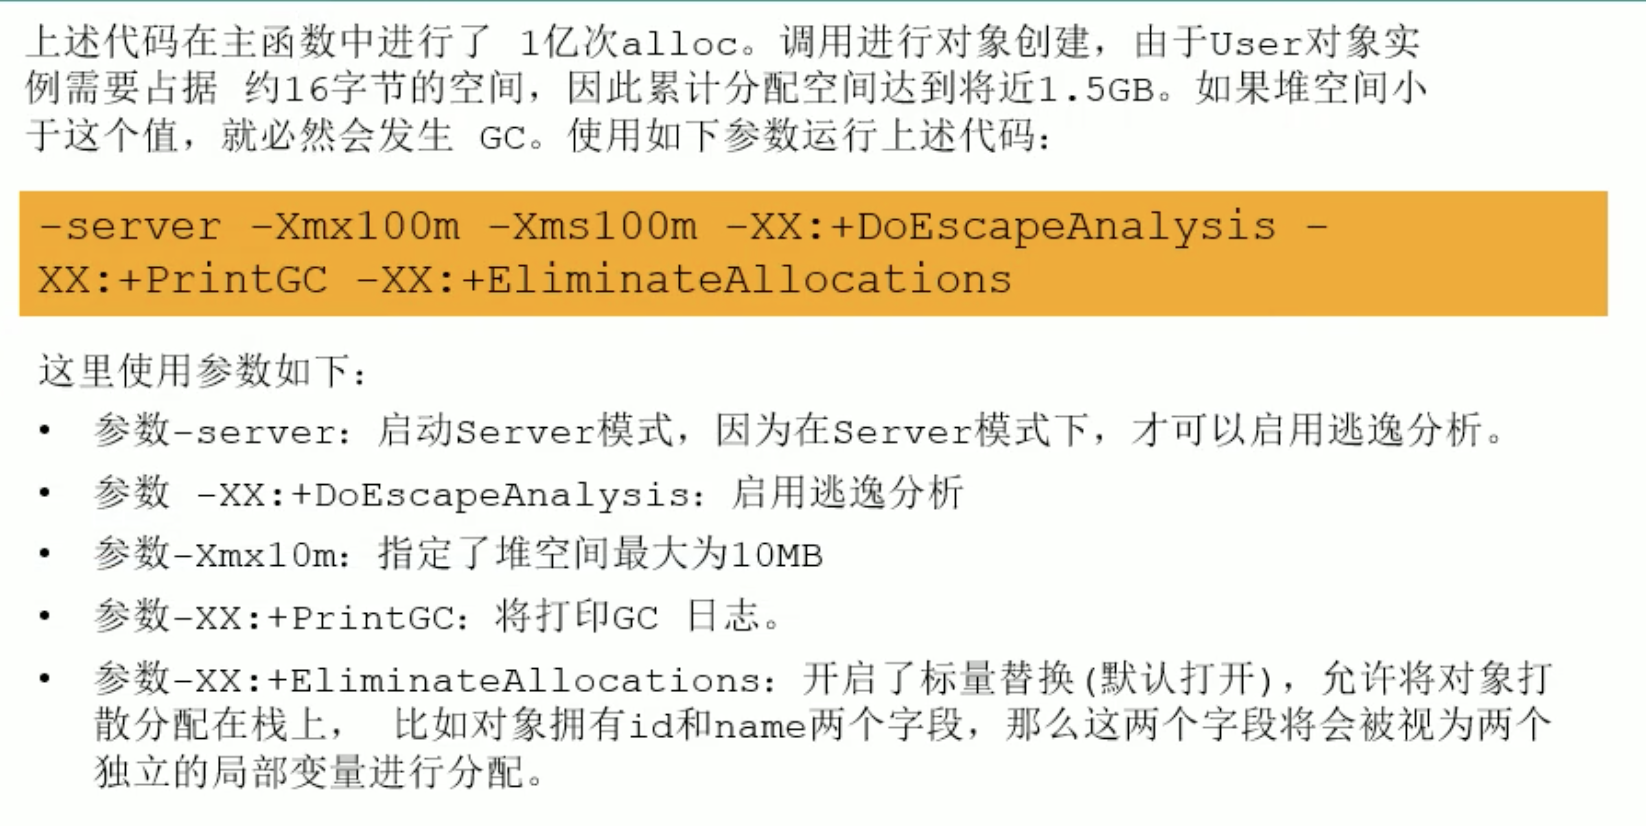 上述代码在主函数中进行了 1亿次alloc。调用进行对象创建，由于User对象实
例需要占据 约16字节的空间，因此累计分配空间达到将近1.5GB。如果堆空间小
于这个值，就必然会发生 GC。使用如下参数运行上述代码：
-server -Xmx100m -Xms100m -XX:+DoEscapeAnalysis -
XX:+PrintGC -XX:+EliminateAllocations
这里使用参数如下：
• 参数-server：启动Server模式，因为在Server模式下，才可以启用逃逸分析。
• 参数 -XX:+DoEscapeAnalysis：启用逃逸分析
• 参数-Xmx10m：指定了堆空间最大为10MB
• 参数-XX:+PrintGC：将打印GC 日志。
• 参数-XX:+EliminateAllocations：开启了标量替换(默认打开)，允许将对象打
散分配在栈上， 比如对象拥有id和name两个字段，那么这两个字段将会被视为两个
独立的局部变量进行分配。